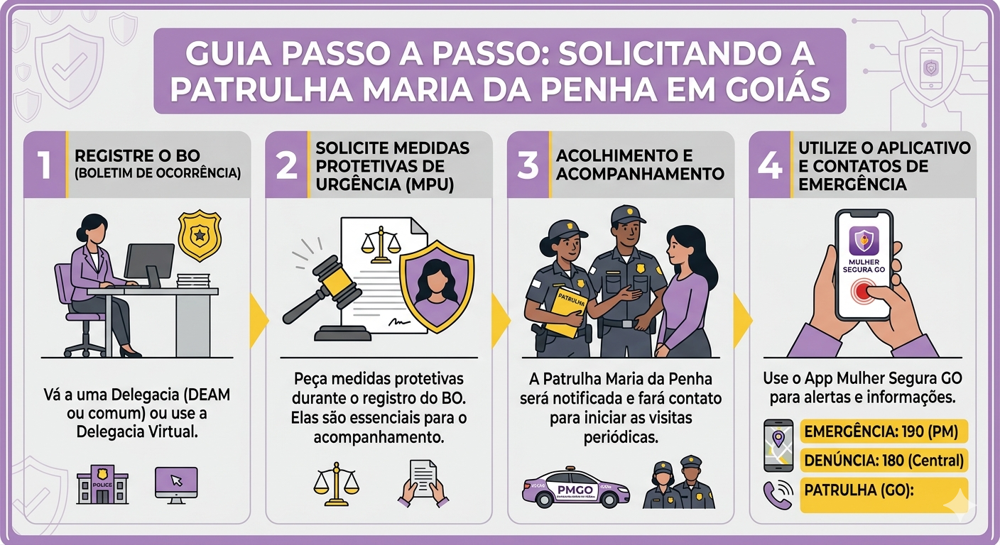 GUIA PASSO A PASSO: SOLICITANDO A
PATRULHA MARIA DA PENHA EM GOIÁS
1
REGISTRE O BO
(BOLETIM DE OCORRÊNCIA)
Vá a uma Delegacia (DEAM
ou comum) ou use a
Delegacia Virtual.
POLICE
2
SOLICITE MEDIDAS
PROTETIVAS DE
URGÊNCIA (MPU)
Peça medidas protetivas
durante o registro do BO.
Elas são essenciais para o
acompanhamento.
3
ACOLHIMENTO E
ACOMPANHAMENTO
PATRULHA
A Patrulha Maria da Penha
será notificada e fará contato
para iniciar as visitas
periódicas.
PMGO
4
UTILIZE O APLICATIVO
E CONTATOS DE
EMERGÊNCIA
MULHER
SEGURA GO
Use o App Mulher Segura GO
para alertas e informações.
EMERGÊNCIA: 190 (PM)
DENÚNCIA: 180 (Central)
PATRULHA (GO):